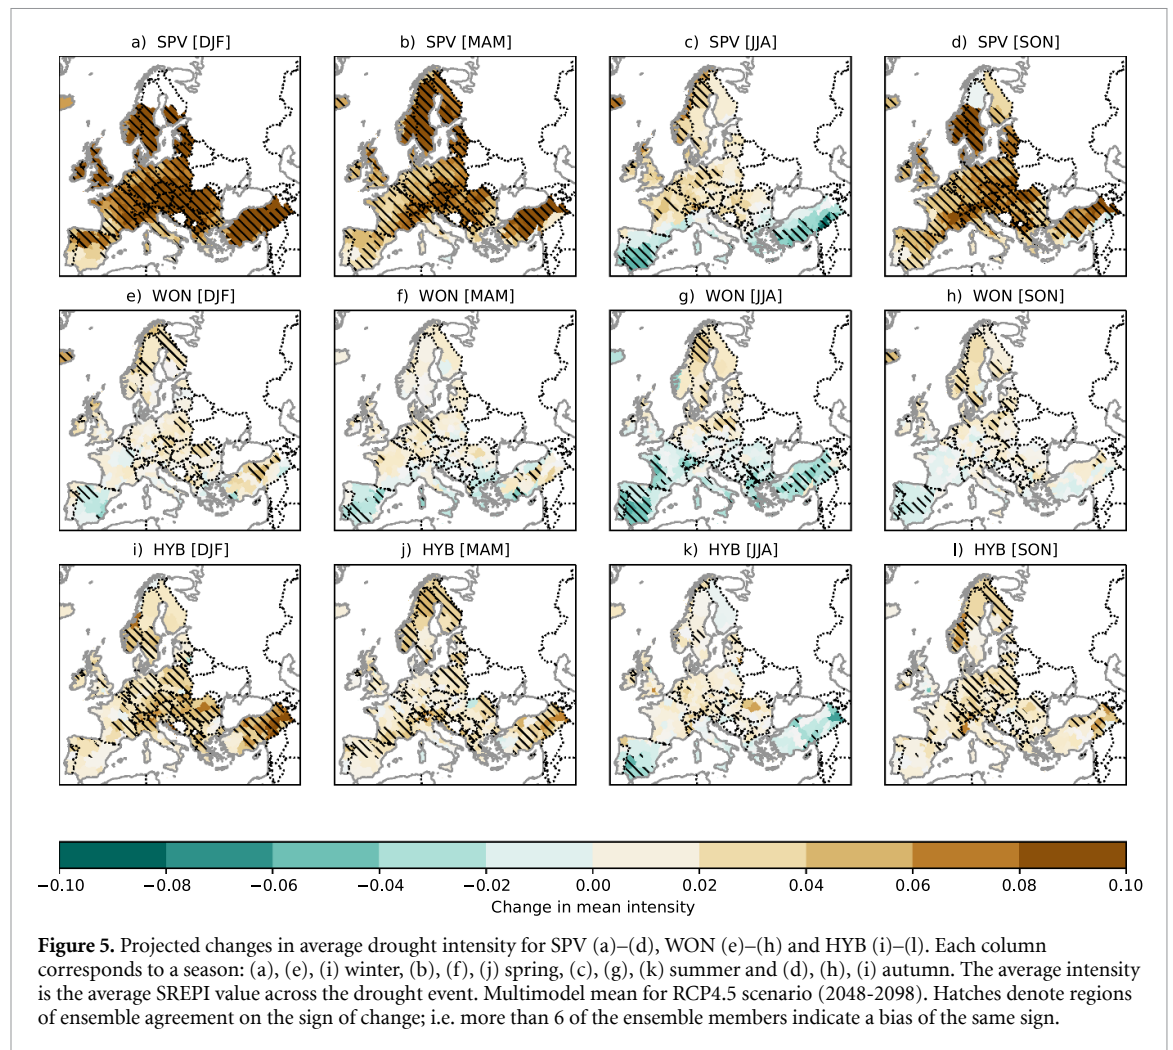 a) SPV [DJF]
b) SPV [MAM]
c) SPV [JJA]
d) SPV [SON]
e) WON [DJF]
f) WON [MAM]
g) WON [JJA]
h) WON [SON]
i) HYB [DJF]
j) HYB [MAM]
k) HYB [JJA]
l) HYB [SON]
−0.10 −0.08 −0.06 −0.04 −0.02 0.00 0.02 0.04 0.06 0.08 0.10
Change in mean intensity
Figure 5. Projected changes in average drought intensity for SPV (a)–(d), WON (e)–(h) and HYB (i)–(l). Each column
corresponds to a season: (a), (e), (i) winter, (b), (f), (j) spring, (c), (g), (k) summer and (d), (h), (i) autumn. The average intensity
is the average SREPI value across the drought event. Multimodel mean for RCP4.5 scenario (2048-2098). Hatches denote regions
of ensemble agreement on the sign of change; i.e. more than 6 of the ensemble members indicate a bias of the same sign.